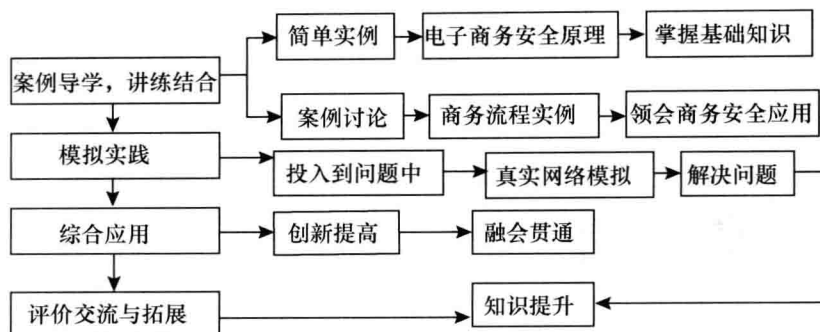 简单实例
电子商务安全原理
掌握基础知识
案例导学，讲练结合
案例讨论
商务流程实例
领会商务安全应用
模拟实践
投入到问题中
真实网络模拟
解决问题
综合应用
创新提高
融会贯通
评价交流与拓展
知识提升